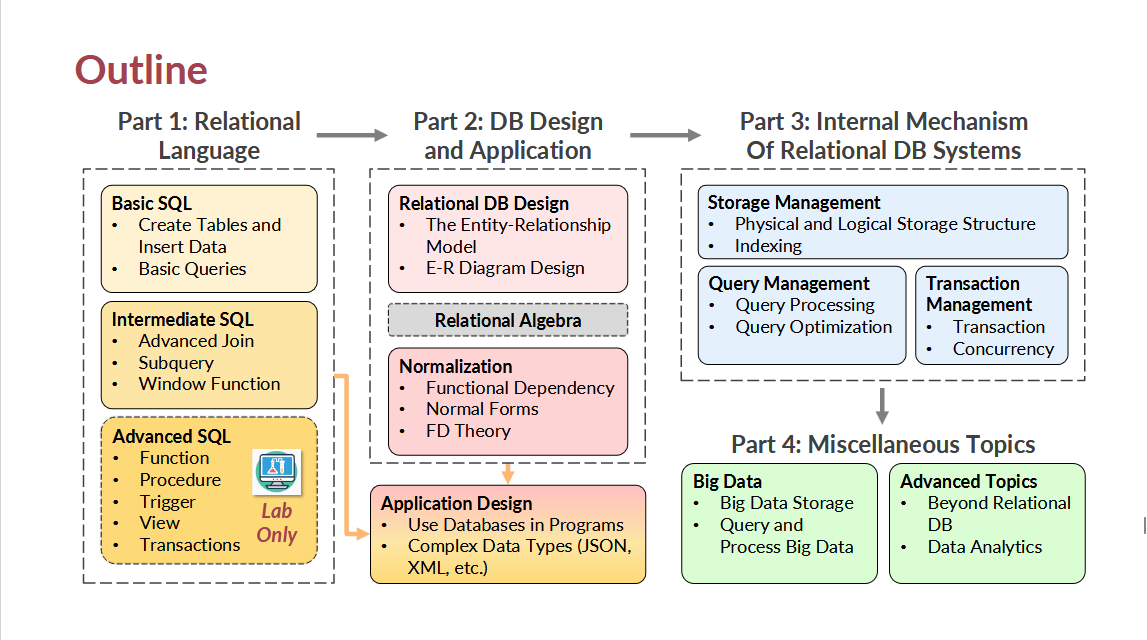 Outline
Part 1: Relational
Language
Basic SQL
• Create Tables and
Insert Data
• Basic Queries
Intermediate SQL
• Advanced Join
• Subquery
• Window Function
Advanced SQL
• Function
• Procedure
• Trigger
• View
• Transactions
Lab
Only
Part 2: DB Design
and Application
Relational DB Design
• The Entity-Relationship
Model
• E-R Diagram Design
Relational Algebra
Normalization
• Functional Dependency
• Normal Forms
• FD Theory
Application Design
• Use Databases in Programs
• Complex Data Types (JSON,
XML, etc.)
Part 3: Internal Mechanism
Of Relational DB Systems
Storage Management
• Physical and Logical Storage Structure
• Indexing
Query Management
• Query Processing
• Query Optimization
Transaction
Management
• Transaction
• Concurrency
Part 4: Miscellaneous Topics
Big Data
• Big Data Storage
• Query and
Process Big Data
Advanced Topics
• Beyond Relational
DB
• Data Analytics